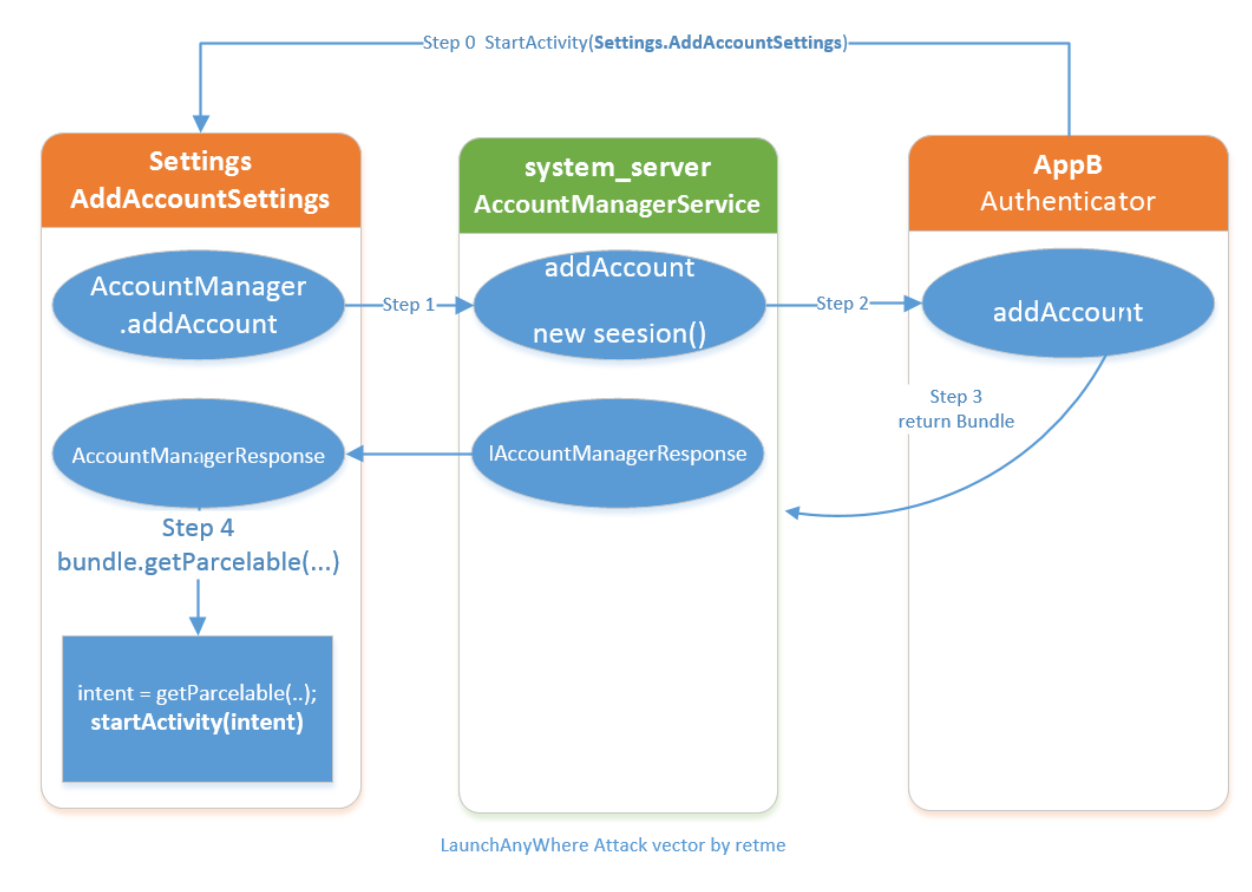 Step 0  StartActivity(Settings.AddAccountSettings)
Settings
AddAccountSettings
system_server
AccountManagerService
AppB
Authenticator
AccountManager
.addAccount
Step 1
addAccount
new seesion()
Step 2
addAccount
Step 3
return Bundle
AccountManagerResponse
IAccountManagerResponse
Step 4
bundle.getParcelable(...)
intent = getParcelable(..);
startActivity(intent)
LaunchAnyWhere Attack vector by retme